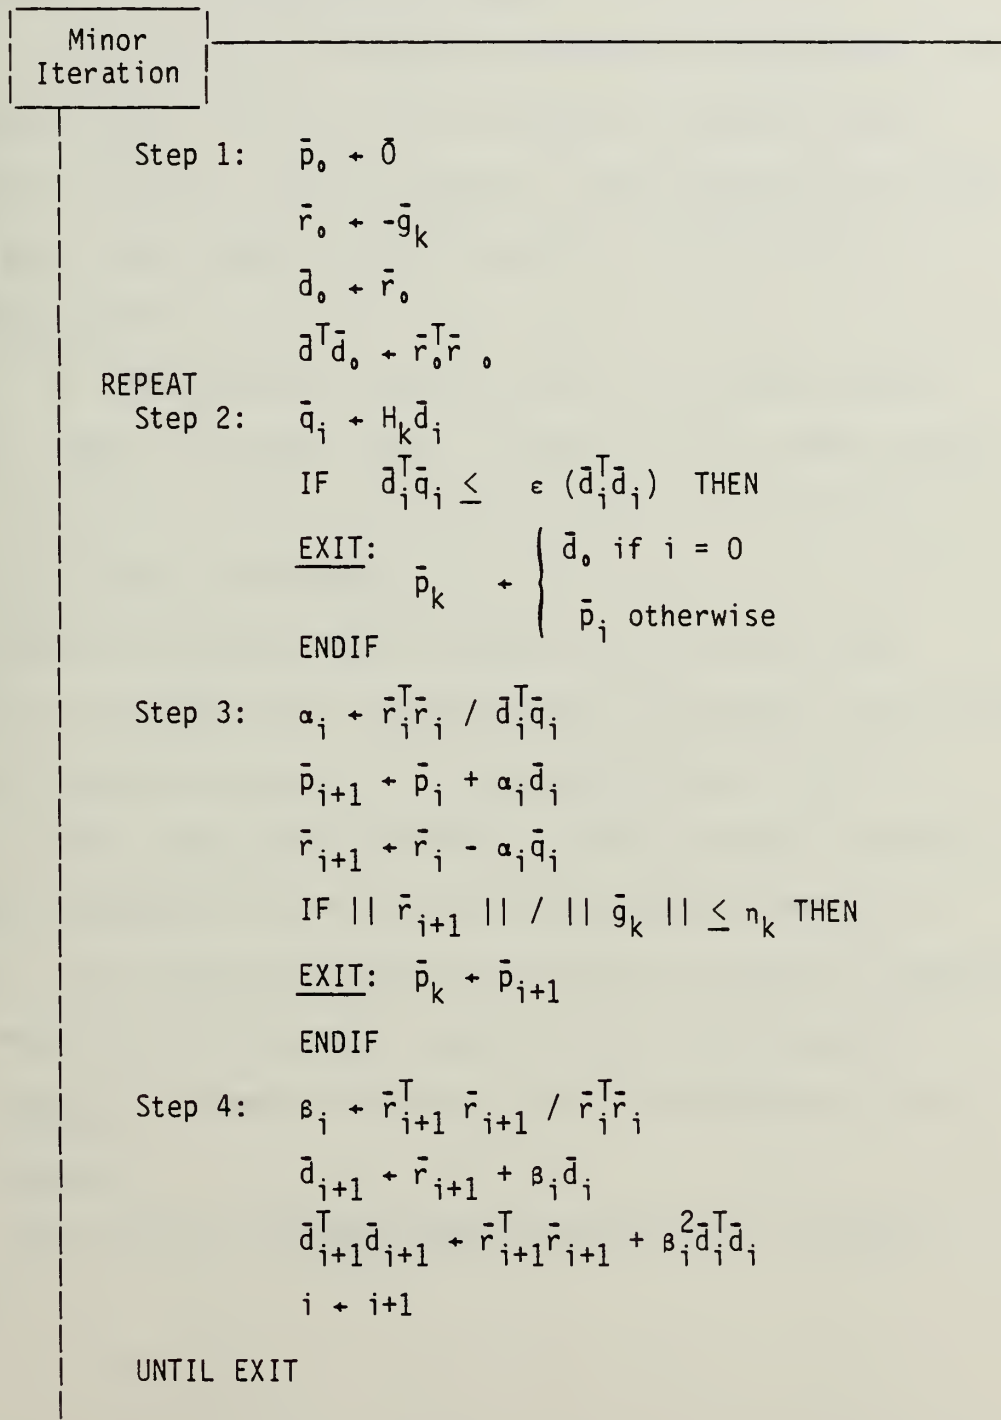 Minor
Iteration
Step 1: p̄₀ ← 0̄
r̄₀ ← -ḡ_k
d̄₀ ← r̄₀
d̄ᵀd̄₀ ← r̄₀ᵀr̄ ₀
REPEAT
Step 2: q̄_i ← H_k d̄_i
IF d̄_iᵀq̄_i ≤ ε (d̄_iᵀd̄_i) THEN
EXIT: p̄_k ← { d̄₀ if i = 0
p̄_i otherwise
ENDIF
Step 3: α_i ← r̄_iᵀr̄_i / d̄_iᵀq̄_i
p̄_{i+1} ← p̄_i + α_i d̄_i
r̄_{i+1} ← r̄_i - α_i q̄_i
IF || r̄_{i+1} || / || ḡ_k || ≤ η_k THEN
EXIT: p̄_k ← p̄_{i+1}
ENDIF
Step 4: β_i ← r̄_{i+1}ᵀ r̄_{i+1} / r̄_iᵀr̄_i
d̄_{i+1} ← r̄_{i+1} + β_i d̄_i
d̄_{i+1}ᵀd̄_{i+1} ← r̄_{i+1}ᵀr̄_{i+1} + β_i²d̄_iᵀd̄_i
i ← i+1
UNTIL EXIT